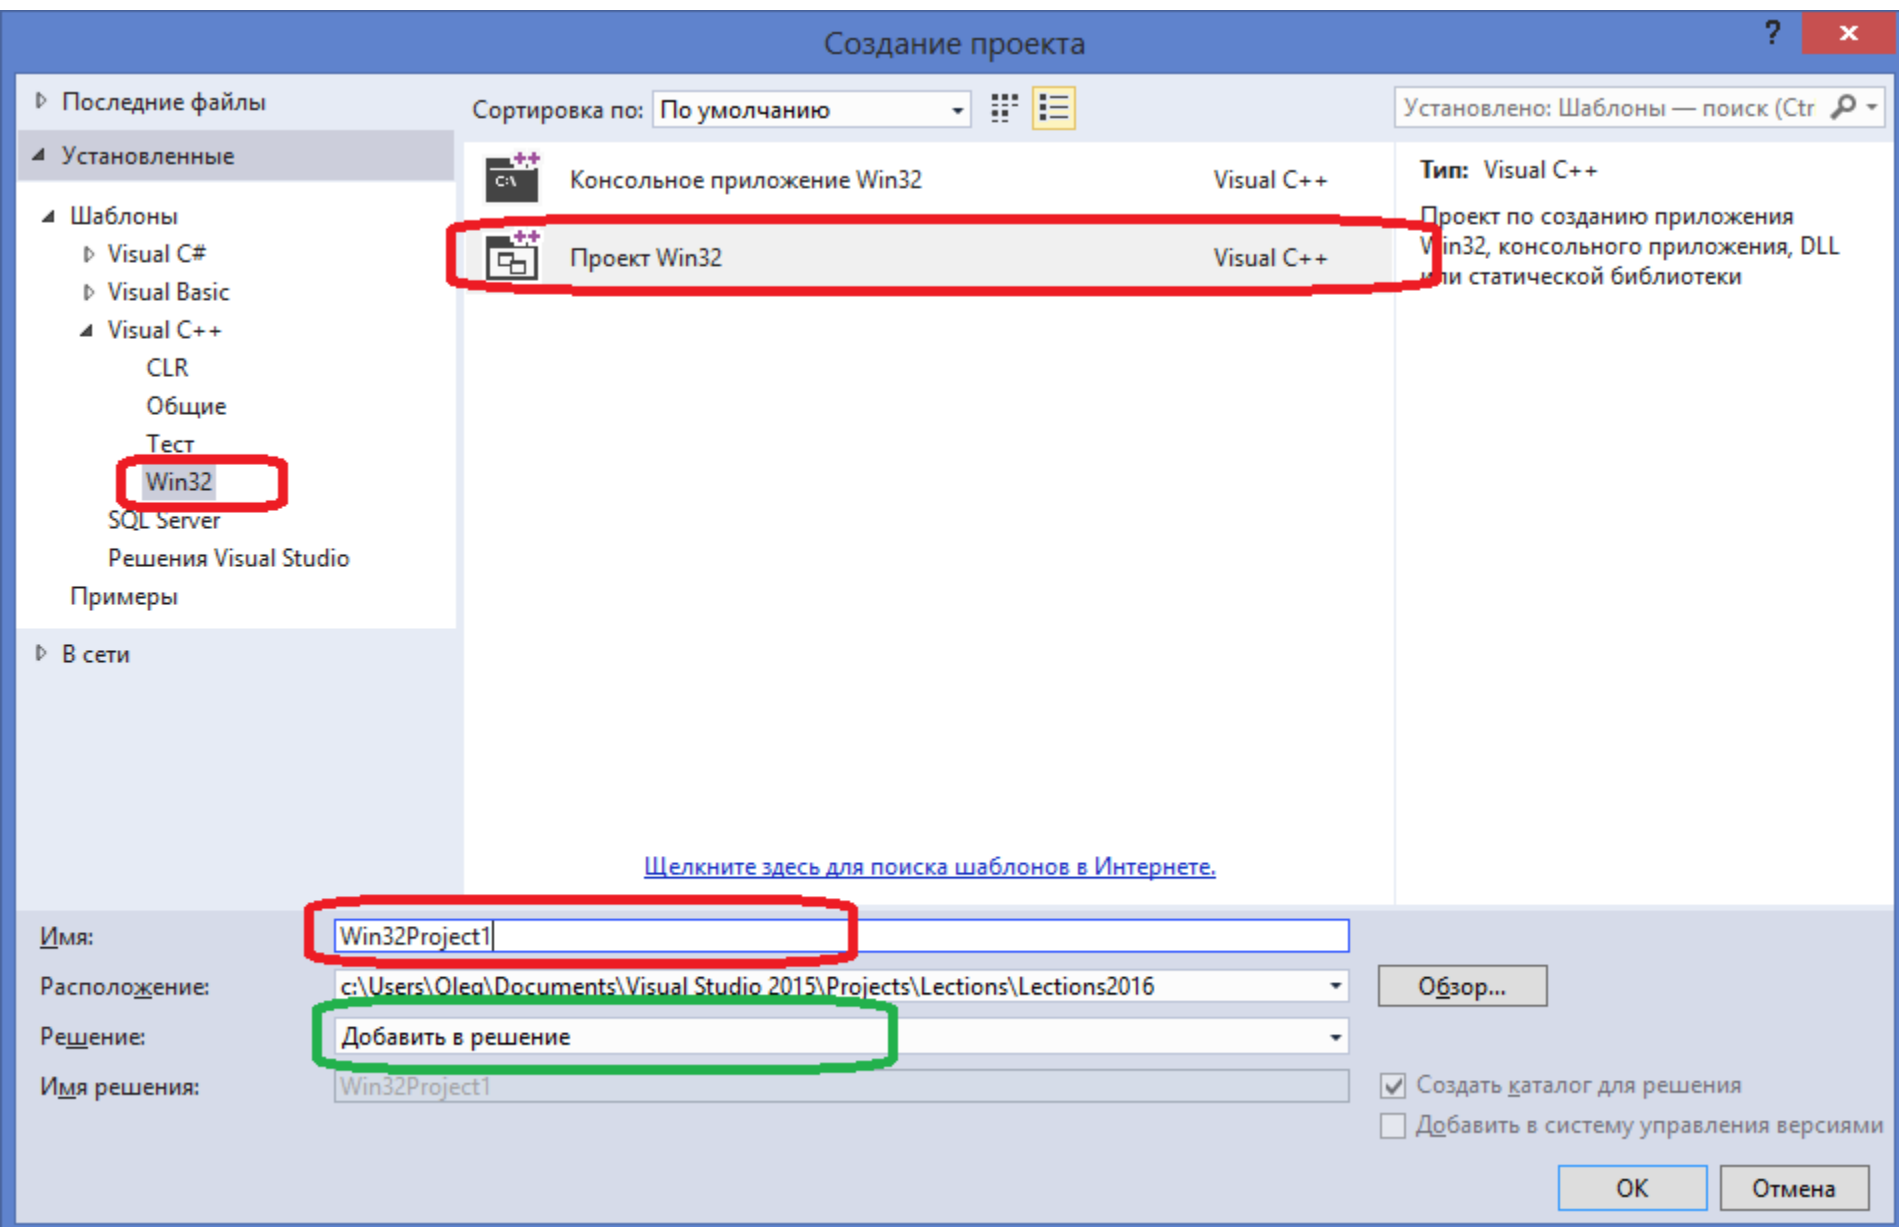 Создание проекта
?
Последние файлы
Установленные
Шаблоны
Visual C#
Visual Basic
Visual C++
CLR
Общие
Тест
Win32
SQL Server
Решения Visual Studio
Примеры
В сети
Сортировка по: По умолчанию
C:\
Консольное приложение Win32 Visual C++
Проект Win32 Visual C++
Щелкните здесь для поиска шаблонов в Интернете.
Установлено: Шаблоны — поиск (Ctr
Тип: Visual C++
Проект по созданию приложения
Win32, консольного приложения, DLL
или статической библиотеки
Имя: Win32Project1
Расположение: c:\Users\Oleg\Documents\Visual Studio 2015\Projects\Lections\Lections2016 Обзор...
Решение: Добавить в решение
Имя решения: Win32Project1
Создать каталог для решения
Добавить в систему управления версиями
ОК Отмена